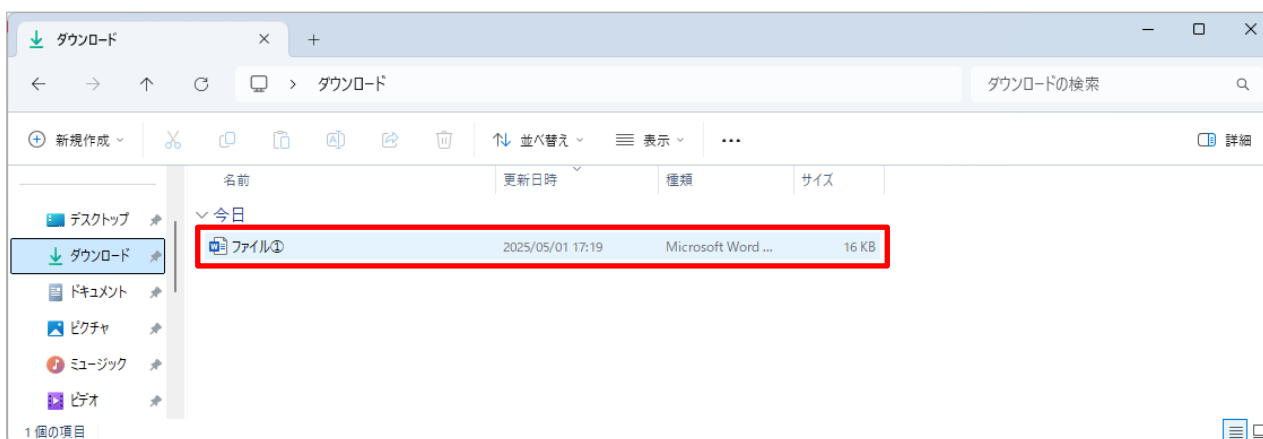 ダウンロード
ダウンロード
ダウンロードの検索
新規作成 並べ替え 表示 ... 詳細
名前 更新日時 種類 サイズ
デスクトップ
今日
ダウンロード
ファイル① 2025/05/01 17:19 Microsoft Word ... 16 KB
ドキュメント
ピクチャ
ミュージック
ビデオ
1 個の項目